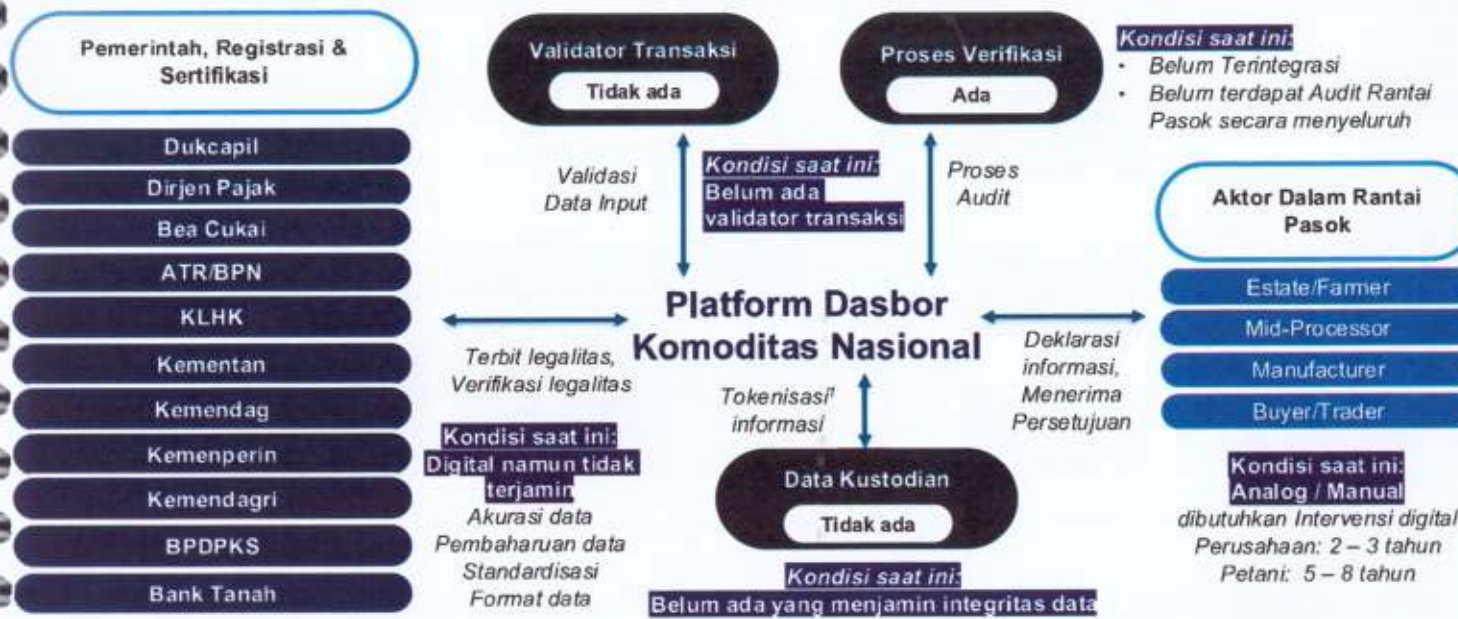 Pemerintah, Registrasi &
Sertifikasi
Dukcapil
Dirjen Pajak
Bea Cukai
ATR/BPN
KLHK
Kementan
Kemendag
Kemenperin
Kemendagri
BPDPKS
Bank Tanah
Validator Transaksi
Tidak ada
Validasi
Data Input
Kondisi saat ini:
Belum ada
validator transaksi
Proses Verifikasi
Ada
Proses
Audit
Kondisi saat ini:
• Belum Terintegrasi
• Belum terdapat Audit Rantai
Pasok secara menyeluruh
Platform Dasbor
Komoditas Nasional
Terbit legalitas,
Verifikasi legalitas
Kondisi saat ini:
Digital namun tidak
terjamin
Akurasi data
Pembaharuan data
Standardisasi
Format data
Tokenisasi¹
informasi
Data Kustodian
Tidak ada
Kondisi saat ini:
Belum ada yang menjamin integritas data
Deklarasi
informasi,
Menerima
Persetujuan
Aktor Dalam Rantai
Pasok
Estate/Farmer
Mid-Processor
Manufacturer
Buyer/Trader
Kondisi saat ini:
Analog / Manual
dibutuhkan Intervensi digital
Perusahaan: 2 – 3 tahun
Petani: 5 – 8 tahun